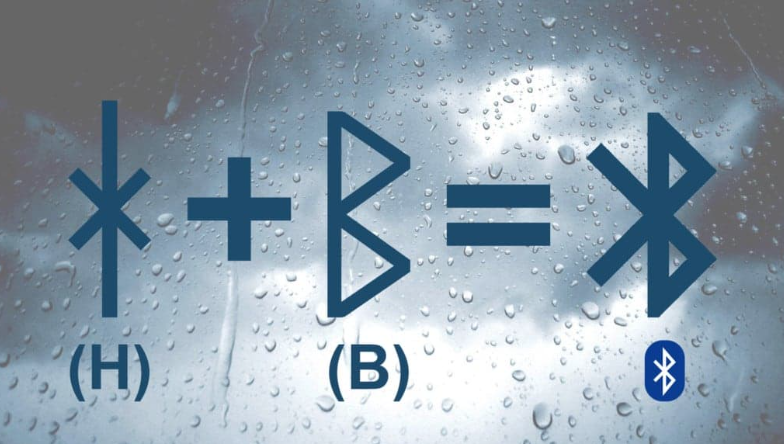 ᚼ + ᛒ =
(H) (B)